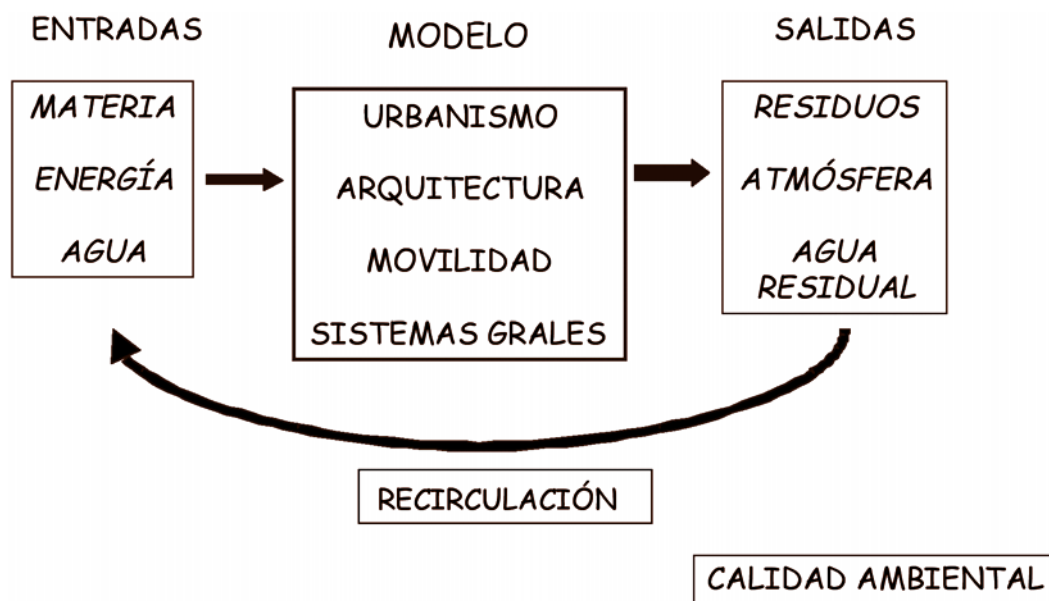 ENTRADAS
MODELO
SALIDAS
MATERIA
ENERGÍA
AGUA
URBANISMO
ARQUITECTURA
MOVILIDAD
SISTEMAS GRALES
RESIDUOS
ATMÓSFERA
AGUA
RESIDUAL
RECIRCULACIÓN
CALIDAD AMBIENTAL